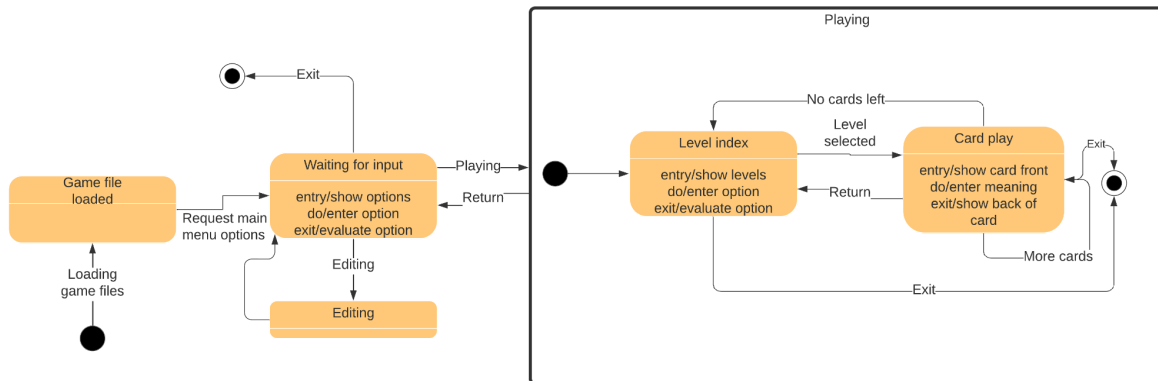 Playing
Exit
No cards left
Level
selected
Level index
entry/show levels
do/enter option
exit/evaluate option
Card play
entry/show card front
do/enter meaning
exit/show back of
card
Exit
Return
More cards
Exit
Waiting for input
entry/show options
do/enter option
exit/evaluate option
Playing
Return
Game file
loaded
Request main
menu options
Editing
Editing
Loading
game files